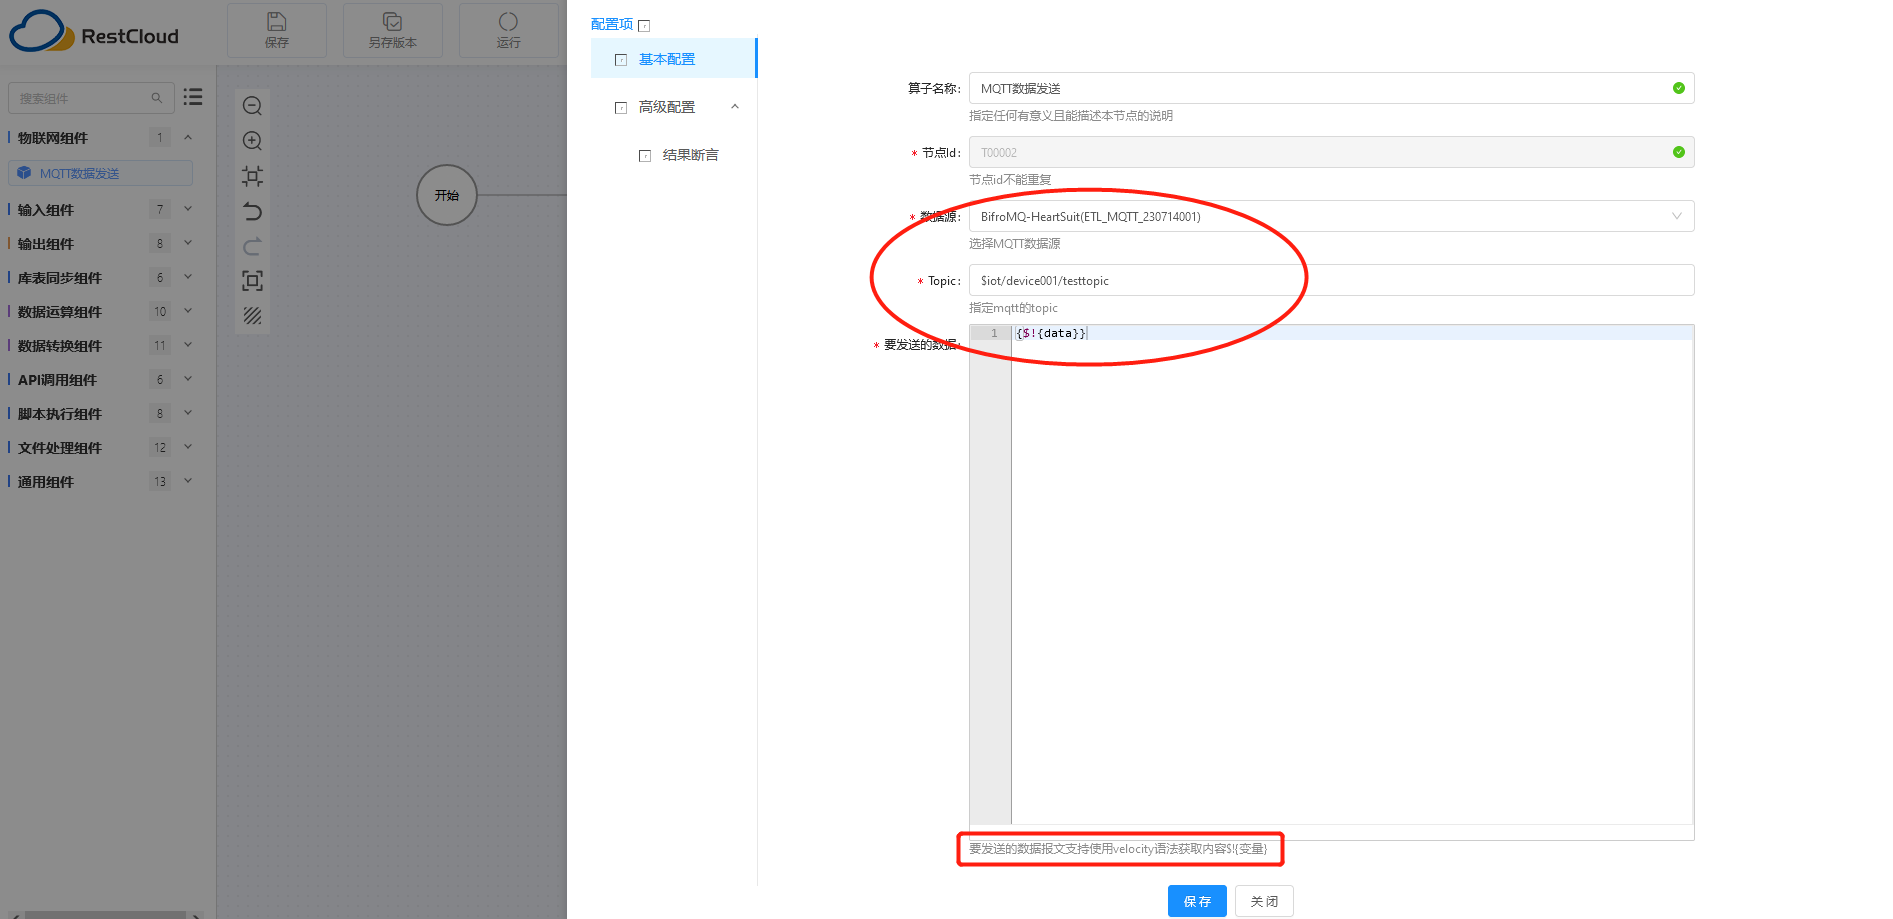 RestCloud
保存
另存版本
运行
搜索组件
物联网组件 1
MQTT数据发送
输入组件 7
输出组件 8
库表同步组件 6
数据运算组件 10
数据转换组件 11
API调用组件 6
脚本执行组件 8
文件处理组件 12
通用组件 13
开始
配置项
基本配置
高级配置
结果断言
算子名称: MQTT数据发送
指定任何有意义且能描述本节点的说明
* 节点Id: T00002
节点id不能重复
* 数据源: BifroMQ-HeartSuit(ETL_MQTT_230714001)
选择MQTT数据源
* Topic: $iot/device001/testtopic
指定mqtt的topic
* 要发送的数据:
1 {$!{data}}
要发送的数据报文支持使用velocity语法获取内容$!{变量}
保存 关闭